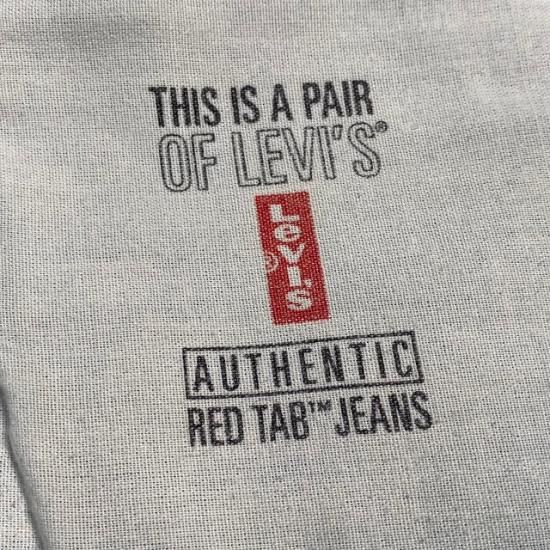 THIS IS A PAIR
OF LEVI'S®
Levi's ®
AUTHENTIC
RED TAB™ JEANS